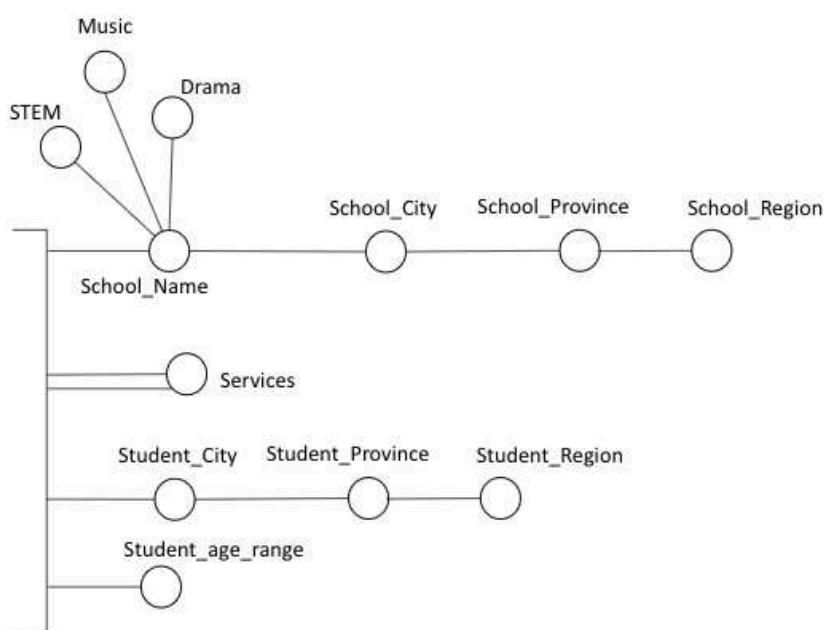 Music
Drama
STEM
School_City
School_Province
School_Region
School_Name
Services
Student_City
Student_Province
Student_Region
Student_age_range